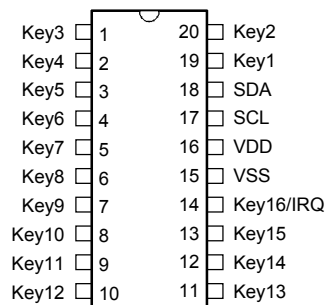 Key3 1 20 Key2
Key4 2 19 Key1
Key5 3 18 SDA
Key6 4 17 SCL
Key7 5 16 VDD
Key8 6 15 VSS
Key9 7 14 Key16/IRQ
Key10 8 13 Key15
Key11 9 12 Key14
Key12 10 11 Key13